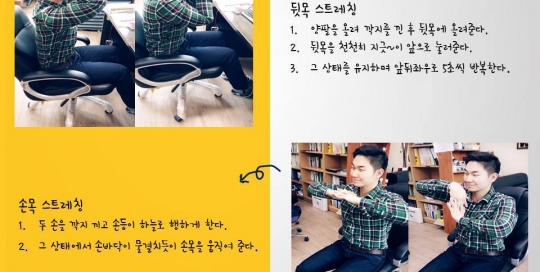 뒷목 스트레칭
1. 양팔을 올려 깍지를 낀 후 뒷목에 올려준다.
2. 뒷목을 천천히 지긋~이 앞으로 눌러준다.
3. 그 상태를 유지하며 앞뒤좌우로 5초씩 반복한다.
손목 스트레칭
1. 두 손을 깍지 끼고 손등이 하늘로 행하게 한다.
2. 그 상태에서 손바닥이 물결치듯이 손목을 움직여 준다.